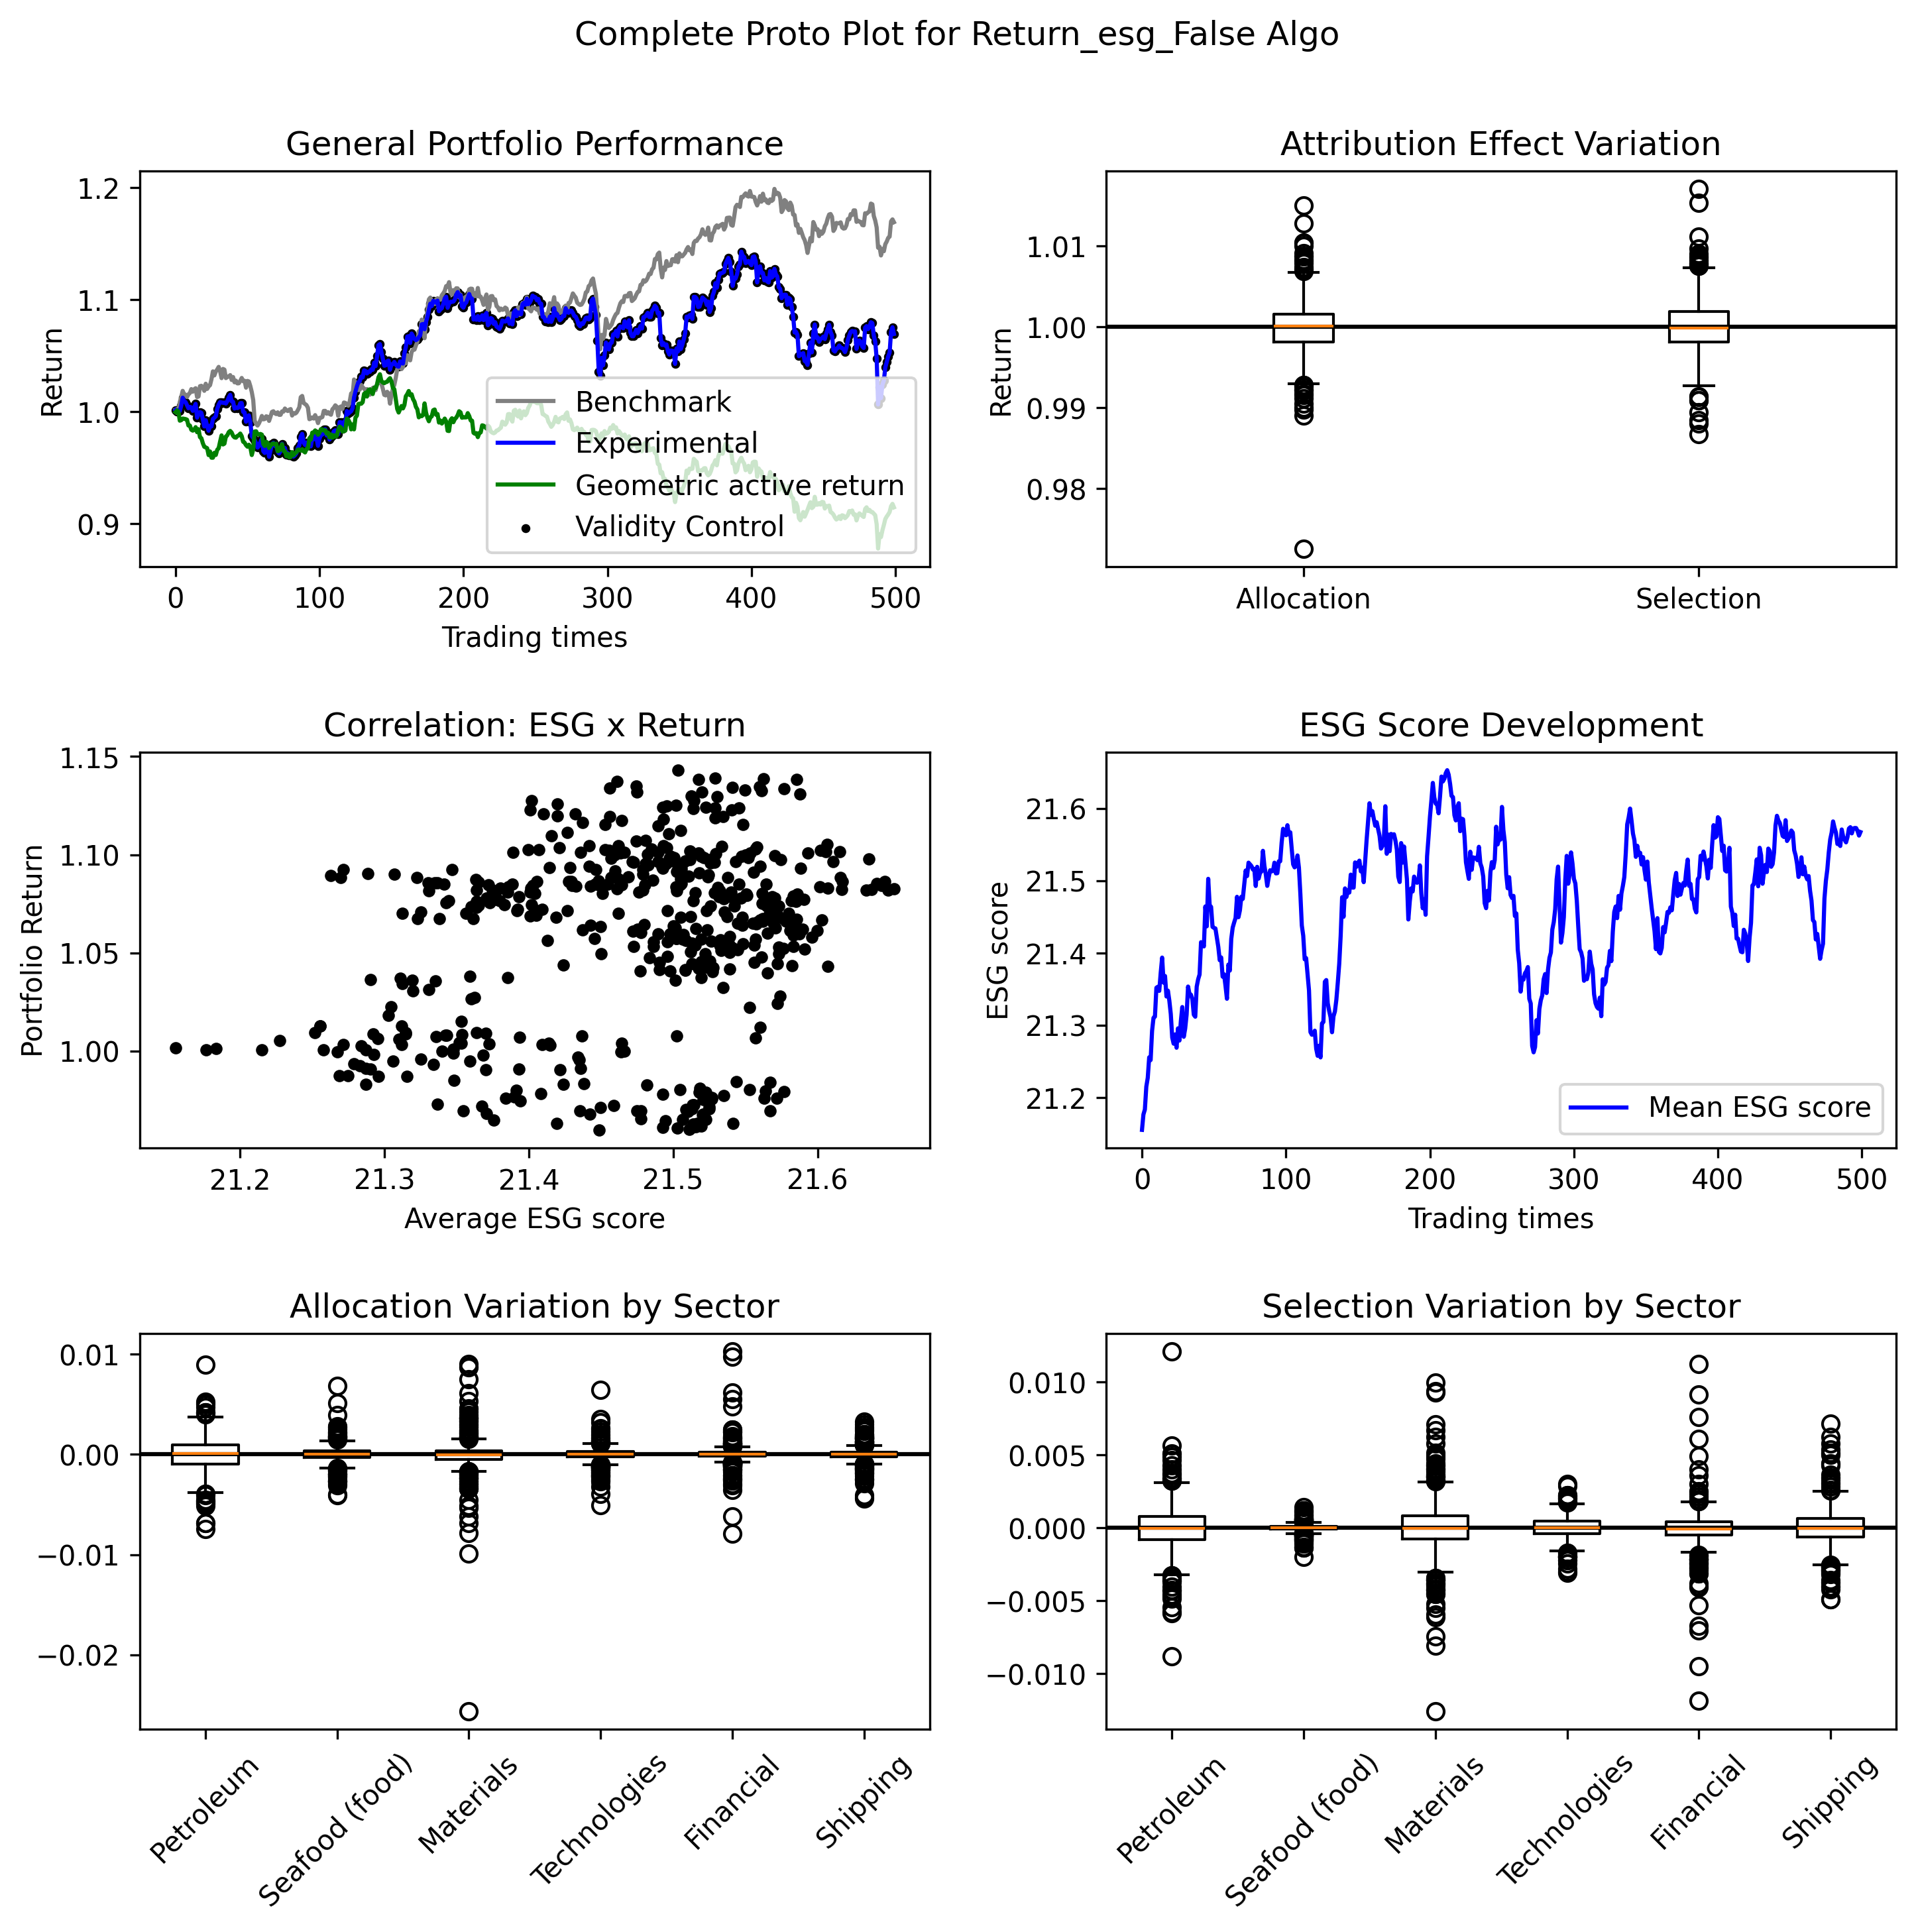 Complete Proto Plot for Return_esg_False Algo
General Portfolio Performance
Return
1.2
1.1
1.0
0.9
Benchmark
Experimental
Geometric active return
Validity Control
0 100 200 300 400 500
Trading times
Attribution Effect Variation
Return
1.01
1.00
0.99
0.98
Allocation Selection
Correlation: ESG x Return
Portfolio Return
1.15
1.10
1.05
1.00
21.2 21.3 21.4 21.5 21.6
Average ESG score
ESG Score Development
ESG score
21.6
21.5
21.4
21.3
21.2
Mean ESG score
0 100 200 300 400 500
Trading times
Allocation Variation by Sector
0.01
0.00
−0.01
−0.02
Petroleum
Seafood (food)
Materials
Technologies
Financial
Shipping
Selection Variation by Sector
0.010
0.005
0.000
−0.005
−0.010
Petroleum
Seafood (food)
Materials
Technologies
Financial
Shipping